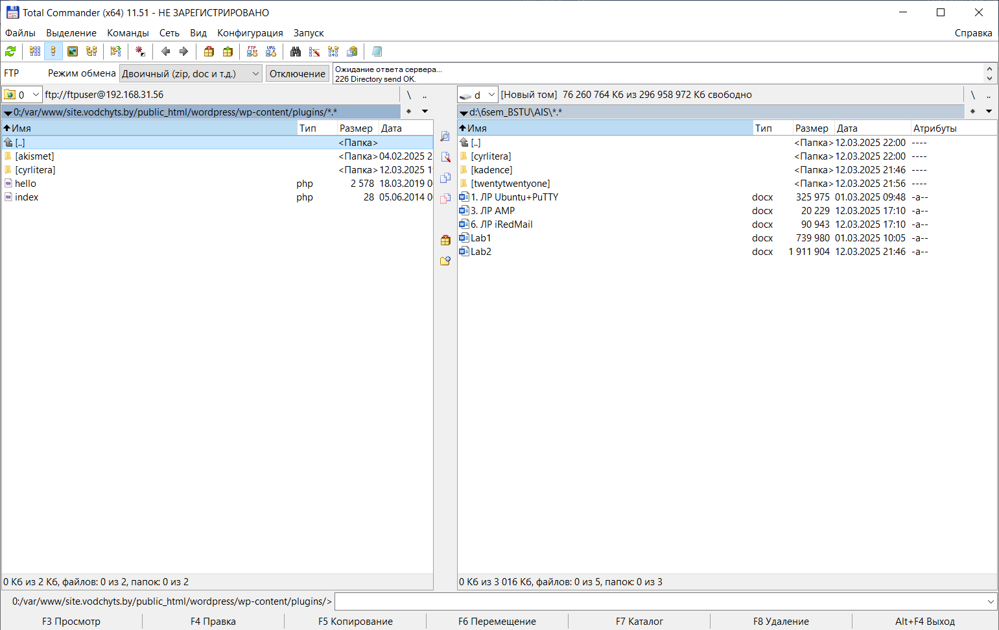 Total Commander (x64) 11.51 - НЕ ЗАРЕГИСТРИРОВАНО
Файлы Выделение Команды Сеть Вид Конфигурация Запуск Справка
FTP URL
FTP Режим обмена Двоичный (zip, doc и т.д.) Отключение
Ожидание ответа сервера...
226 Directory send OK.
0 ftp://ftpuser@192.168.31.56 \ ..
0:/var/www/site.vodchyts.by/public_html/wordpress/wp-content/plugins/*.* *
Имя Тип Размер Дата
[..] <Папка>
[akismet] <Папка> 04.02.2025 2
[cyrlitera] <Папка> 12.03.2025 1
hello php 2 578 18.03.2019 0
index php 28 05.06.2014 0
0 Кб из 2 Кб, файлов: 0 из 2, папок: 0 из 2
d [Новый том] 76 260 764 Кб из 296 958 972 Кб свободно \ ..
d:\6sem_BSTU\AIS\*.* *
Имя Тип Размер Дата Атрибуты
[..] <Папка> 12.03.2025 22:00 ----
[cyrlitera] <Папка> 12.03.2025 22:00 ----
[kadence] <Папка> 12.03.2025 21:46 ----
[twentytwentyone] <Папка> 12.03.2025 21:56 ----
1. ЛР Ubuntu+PuTTY docx 325 975 01.03.2025 09:48 -a--
3. ЛР AMP docx 20 229 12.03.2025 17:10 -a--
6. ЛР iRedMail docx 90 943 12.03.2025 17:10 -a--
Lab1 docx 739 980 01.03.2025 10:05 -a--
Lab2 docx 1 911 904 12.03.2025 21:46 -a--
0 Кб из 3 016 Кб, файлов: 0 из 5, папок: 0 из 3
0:/var/www/site.vodchyts.by/public_html/wordpress/wp-content/plugins/>
F3 Просмотр F4 Правка F5 Копирование F6 Перемещение F7 Каталог F8 Удаление Alt+F4 Выход